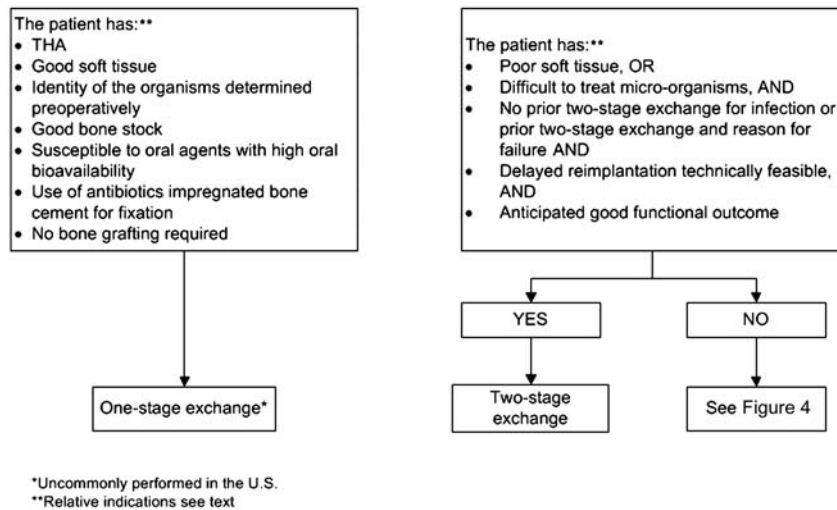 The patient has:**
• THA
• Good soft tissue
• Identity of the organisms determined
preoperatively
• Good bone stock
• Susceptible to oral agents with high oral
bioavailability
• Use of antibiotics impregnated bone
cement for fixation
• No bone grafting required
One-stage exchange*
The patient has:**
• Poor soft tissue, OR
• Difficult to treat micro-organisms, AND
• No prior two-stage exchange for infection or
prior two-stage exchange and reason for
failure AND
• Delayed reimplantation technically feasible,
AND
• Anticipated good functional outcome
YES
NO
Two-stage
exchange
See Figure 4
*Uncommonly performed in the U.S.
**Relative indications see text